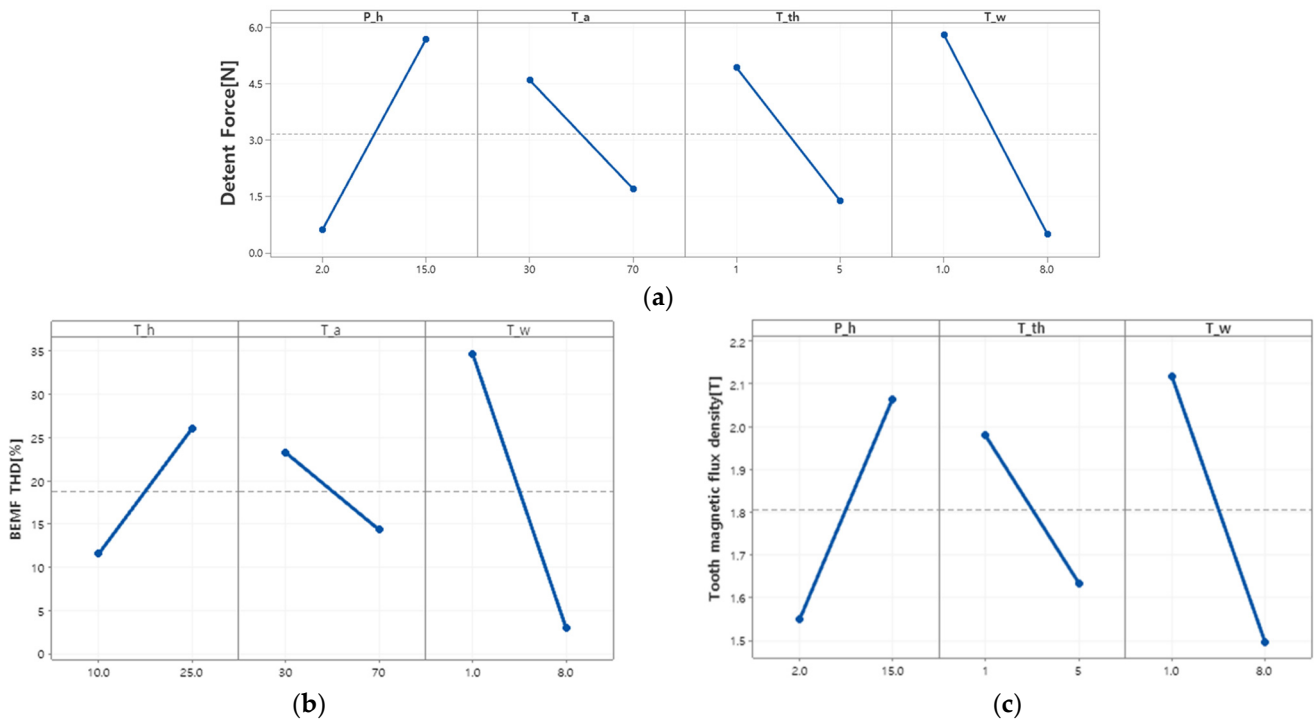 P_h T_a T_th T_w
Detent Force[N]
6.0
4.5
3.0
1.5
0.0
2.0 15.0 30 70 1 5 1.0 8.0
(a)
T_h T_a T_w
BEMF THD[%]
35
30
25
20
15
10
5
0
10.0 25.0 30 70 1.0 8.0
(b)
P_h T_th T_w
Tooth magnetic flux density[T]
2.2
2.1
2.0
1.9
1.8
1.7
1.6
1.5
2.0 15.0 1 5 1.0 8.0
(c)